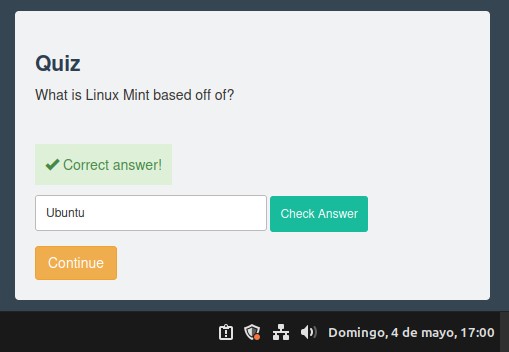 Quiz
What is Linux Mint based off of?
Correct answer!
Ubuntu
Check Answer
Continue
Domingo, 4 de mayo, 17:00